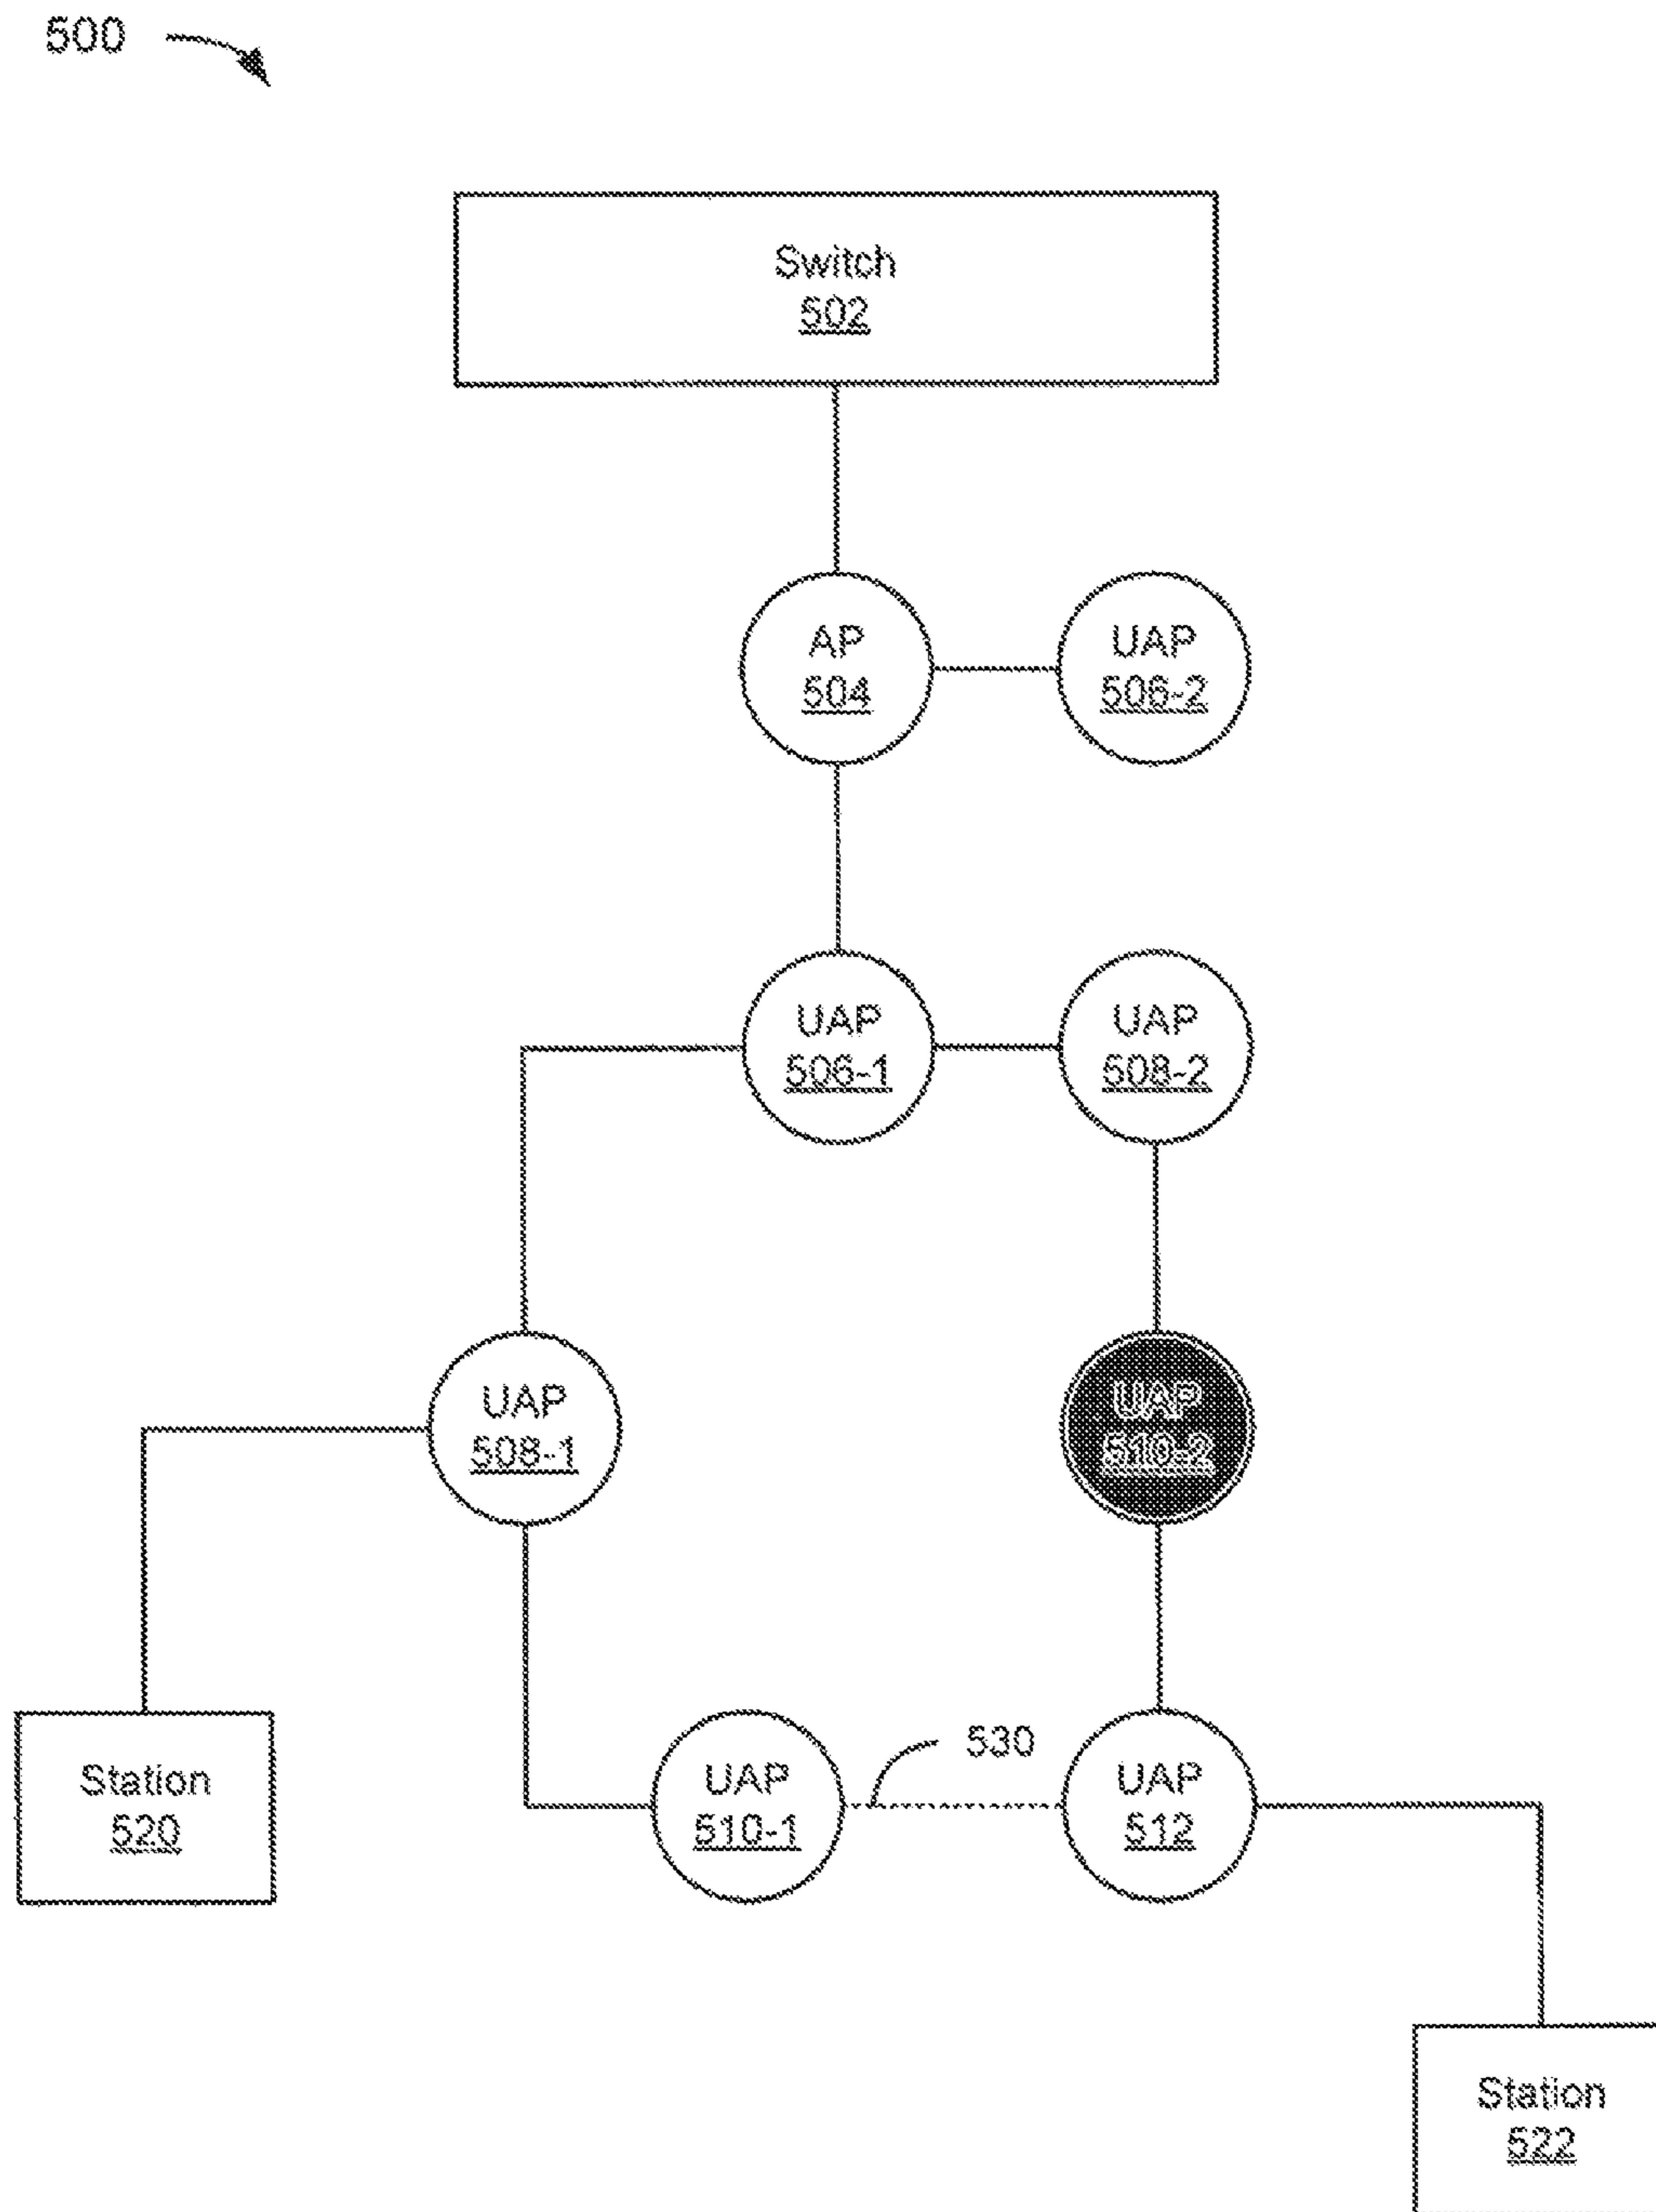 500
Switch
502
AP
504
UAP
506-2
UAP
506-1
UAP
508-2
UAP
508-1
UAP
510-2
Station
520
UAP
510-1
530
UAP
512
Station
522